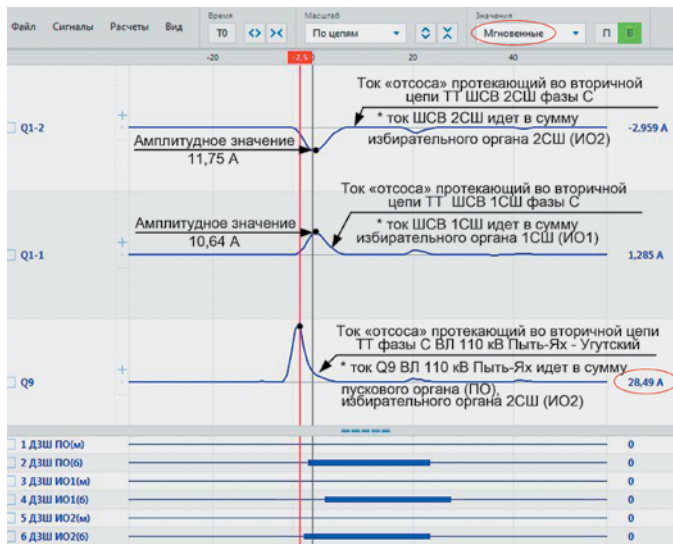 Файл Сигналы Расчеты Вид
Время
T0
Масштаб
По цепям
Значения
Мгновенные
П В
-20 -2,5 0 20 40
Ток «отсоса» протекающий во вторичной
цепи ТТ ШСВ 2СШ фазы С
* ток ШСВ 2СШ идет в сумму
избирательного органа 2СШ (ИО2)
Q1-2
-2,959 А
Амплитудное значение
11,75 А
Ток «отсоса» протекающий во вторичной
цепи ТТ ШСВ 1СШ фазы С
* ток ШСВ 1СШ идет в сумму
избирательного органа 1СШ (ИО1)
Амплитудное значение
10,64 А
Q1-1
1,285 А
Ток «отсоса» протекающий во вторичной цепи
ТТ фазы С ВЛ 110 кВ Пыть-Ях - Угутский
* ток Q9 ВЛ 110 кВ Пыть-Ях идет в сумму
пускового органа (ПО),
избирательного органа 2СШ (ИО2)
Q9
28,49 А
1 ДЗШ ПО(м) 0
2 ДЗШ ПО(б) 0
3 ДЗШ ИО1(м) 0
4 ДЗШ ИО1(б) 0
5 ДЗШ ИО2(м) 0
6 ДЗШ ИО2(б) 0